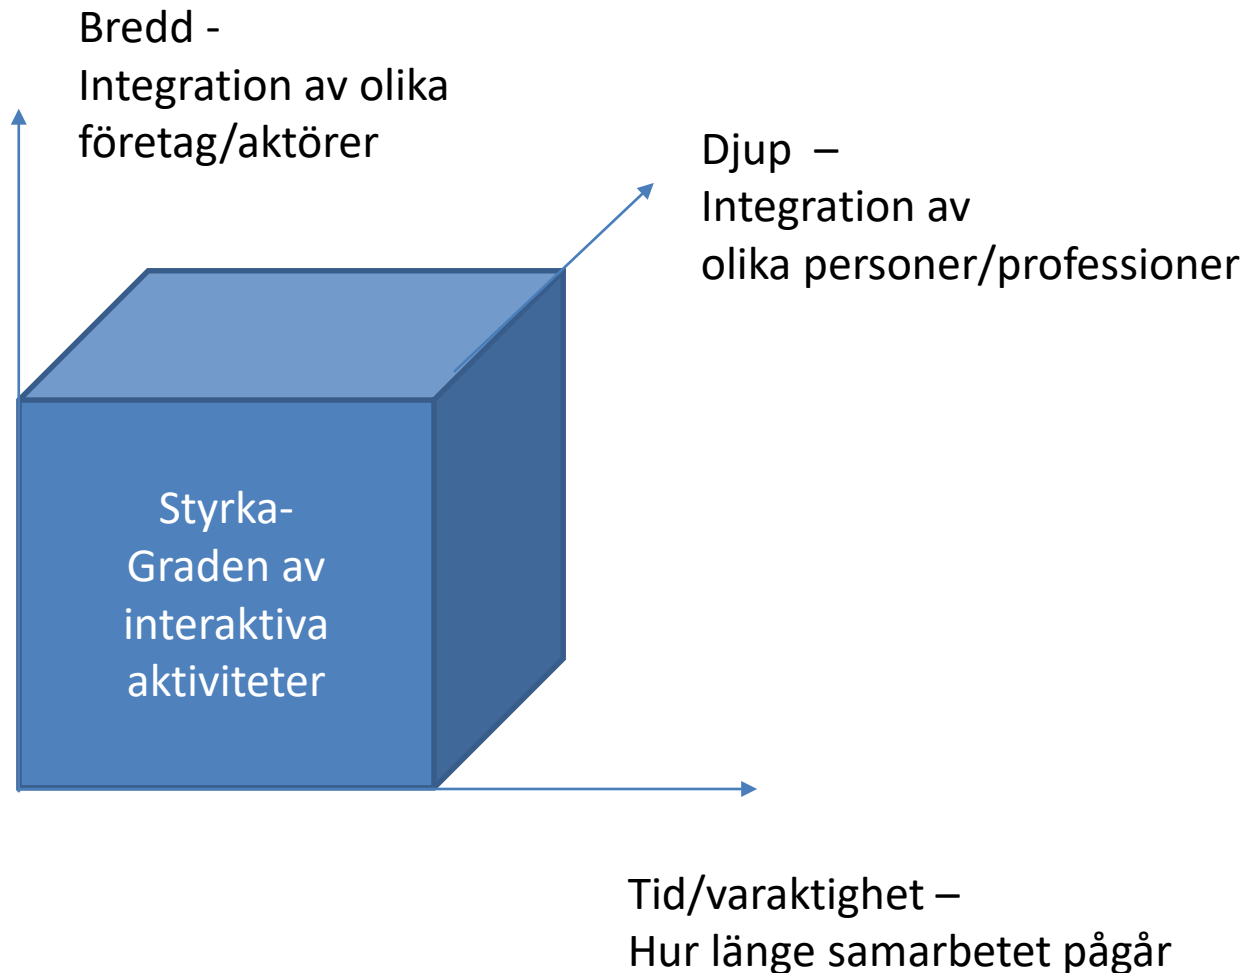 Bredd -
Integration av olika
företag/aktörer
Djup –
Integration av
olika personer/professioner
Styrka-
Graden av
interaktiva
aktiviteter
Tid/varaktighet –
Hur länge samarbetet pågår